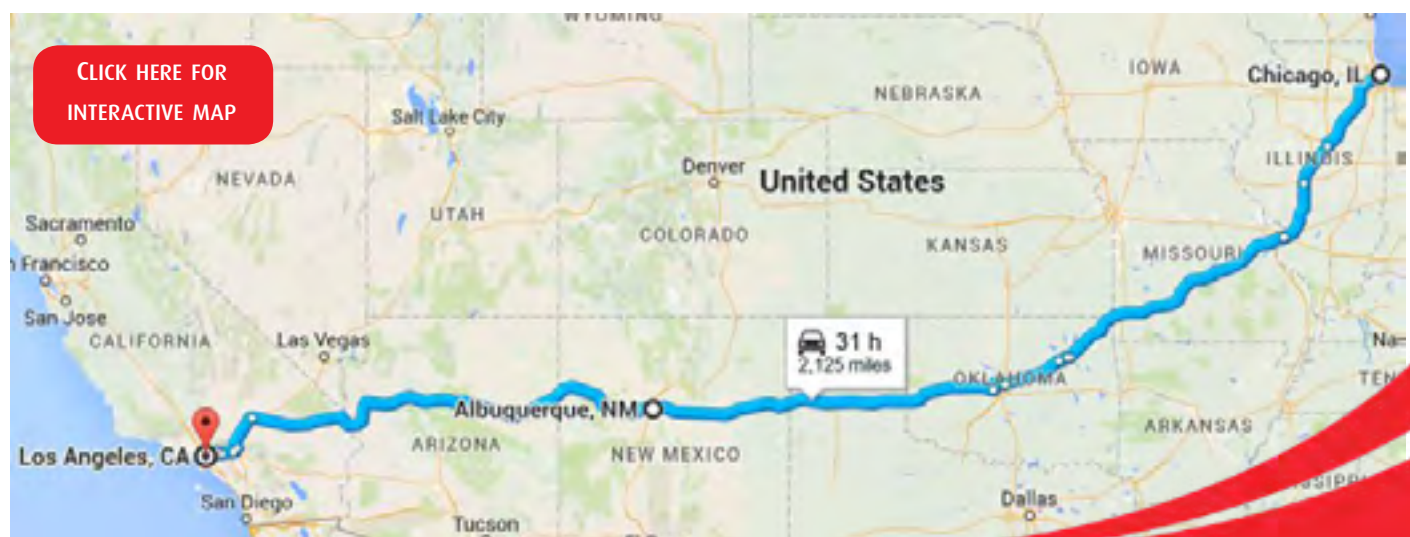 WYOMING
CLICK HERE FOR
INTERACTIVE MAP
IOWA
Chicago, IL
NEBRASKA
Salt Lake City
ILLINOIS
Denver
United States
NEVADA
UTAH
Sacramento
COLORADO
KANSAS
MISSOURI
Francisco
San Jose
CALIFORNIA
Las Vegas
31 h
2,125 miles
OKLAHOMA
Albuquerque, NM
ARKANSAS
ARIZONA
NEW MEXICO
Los Angeles, CA
San Diego
Dallas
Tucson